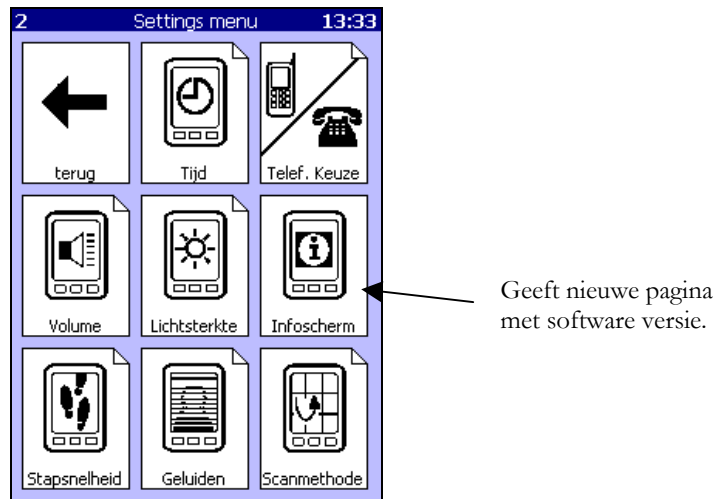 2 Settings menu 13:33
terug Tijd Telef. Keuze
Volume Lichtsterkte Infoscherm
Geeft nieuwe pagina
met software versie.
Stapsnelheid Geluiden Scanmethode